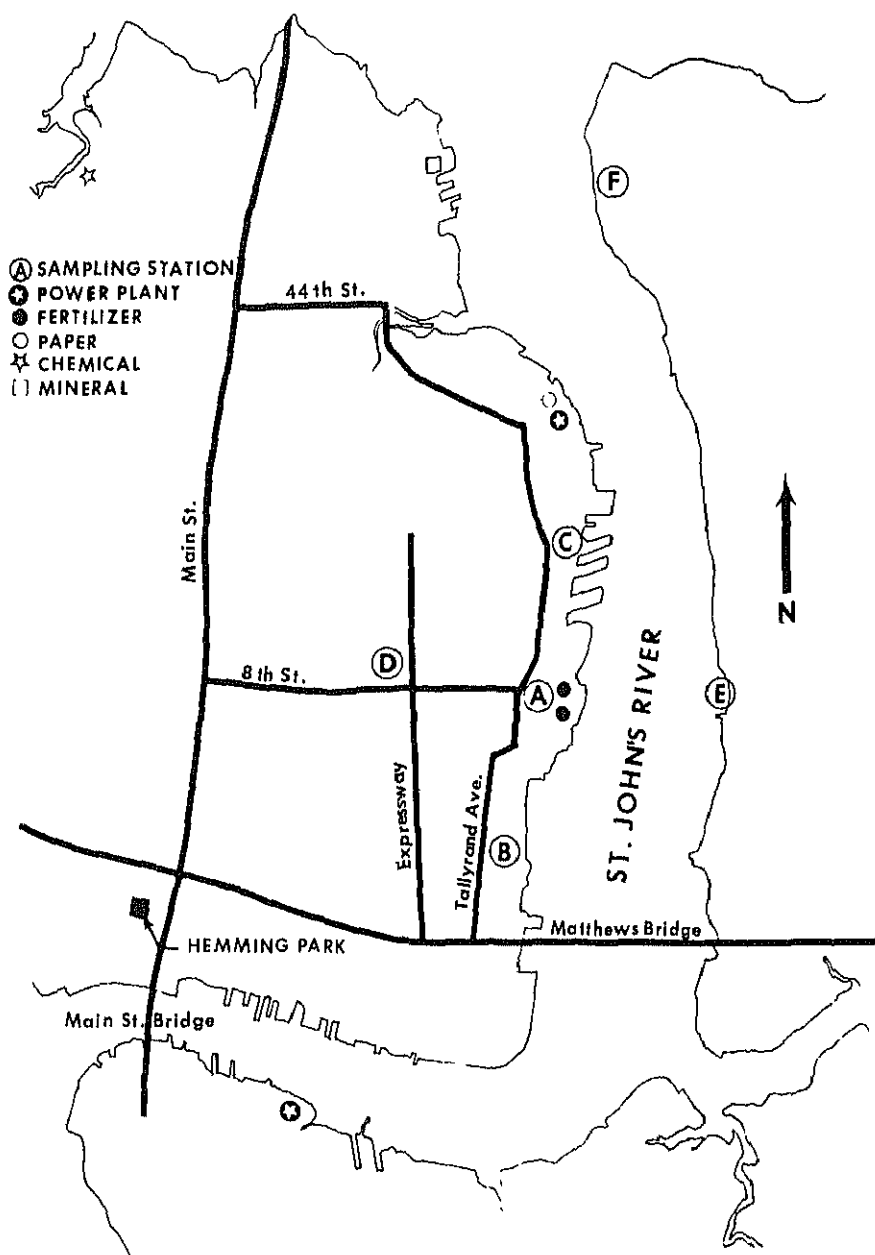 F
Ⓐ SAMPLING STATION
POWER PLANT
FERTILIZER
PAPER
CHEMICAL
[ ] MINERAL
44th St.
Main St.
C
N
D
8th St.
A
E
ST. JOHN'S RIVER
Expressway
Tallyrand Ave.
B
Matthews Bridge
HEMMING PARK
Main St. Bridge